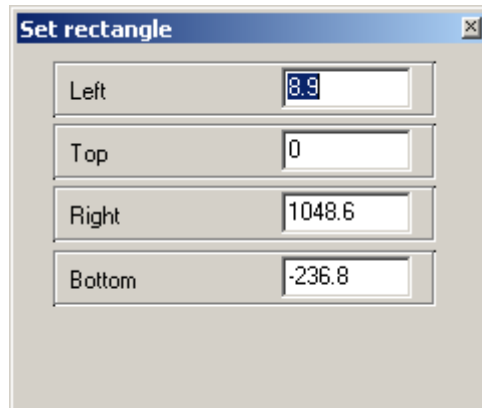 Set rectangle
Left 8.9
Top 0
Right 1048.6
Bottom -236.8